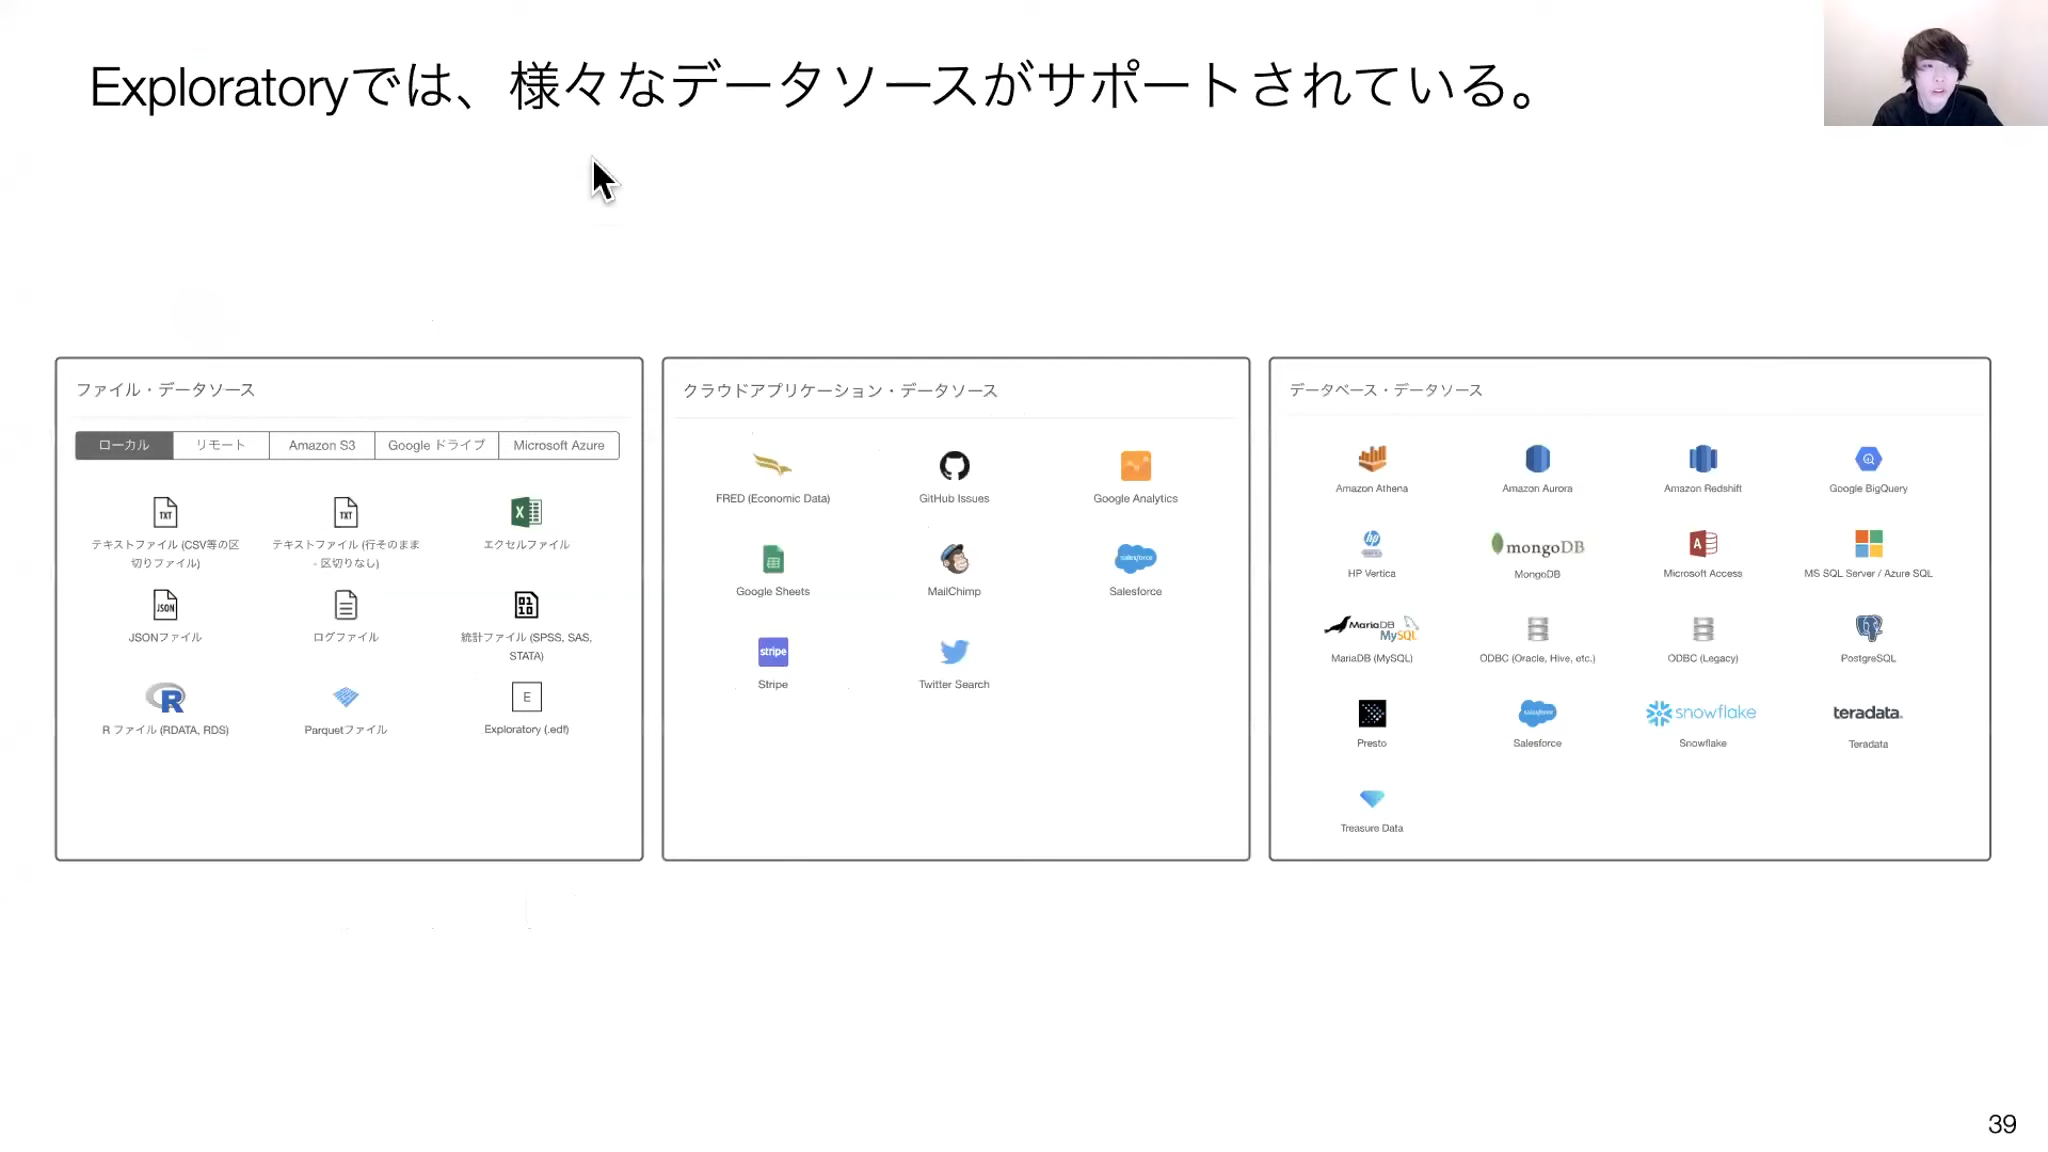 Exploratoryでは、様々なデータソースがサポートされている。
ファイル・データソース
ローカル リモート Amazon S3 Google ドライブ Microsoft Azure
TXT TXT X
テキストファイル (CSV等の区 テキストファイル (行そのまま エクセルファイル
切りファイル) - 区切りなし)
JSON 01
10
JSONファイル ログファイル 統計ファイル (SPSS, SAS,
STATA)
R E
R ファイル (RDATA, RDS) Parquetファイル Exploratory (.edf)
クラウドアプリケーション・データソース
FRED (Economic Data) GitHub Issues Google Analytics
salesforce
Google Sheets MailChimp Salesforce
stripe
Stripe Twitter Search
データベース・データソース
Amazon Athena Amazon Aurora Amazon Redshift Google BigQuery
hp mongoDB A
HP Vertica MongoDB Microsoft Access MS SQL Server / Azure SQL
MariaDB
MySQL
MariaDB (MySQL) ODBC (Oracle, Hive, etc.) ODBC (Legacy) PostgreSQL
salesforce snowflake teradata.
Presto Salesforce Snowflake Teradata
Treasure Data
39